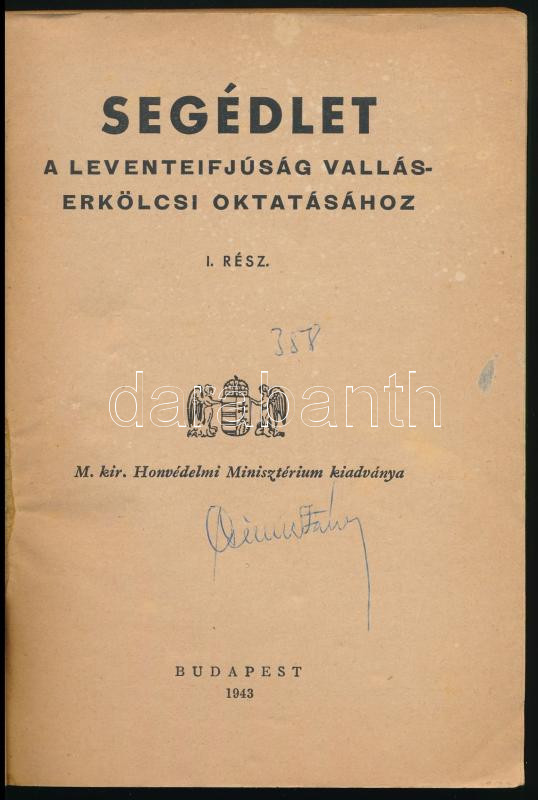 SEGÉDLET
A LEVENTEIFJÚSÁG VALLÁS-
ERKÖLCSI OKTATÁSÁHOZ
I. RÉSZ.
358
darabanth
M. kir. Honvédelmi Minisztérium kiadványa
BUDAPEST
1943